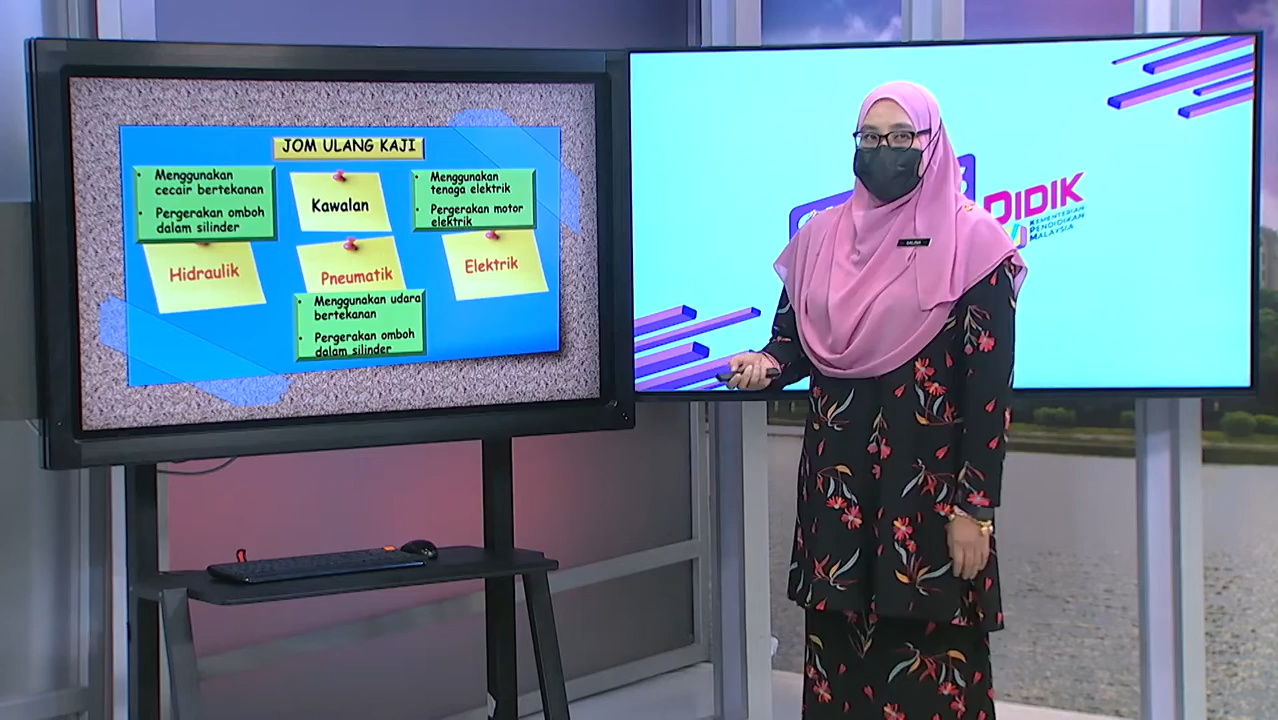 JOM ULANG KAJI
Menggunakan
cecair bertekanan
Pergerakan omboh
dalam silinder
Kawalan
Menggunakan
tenaga elektrik
Pergerakan motor
elektrik
Hidraulik
Pneumatik
Elektrik
Menggunakan udara
bertekanan
Pergerakan omboh
dalam silinder
DIDIK
KEMENTERIAN
PENDIDIKAN
MALAYSIA